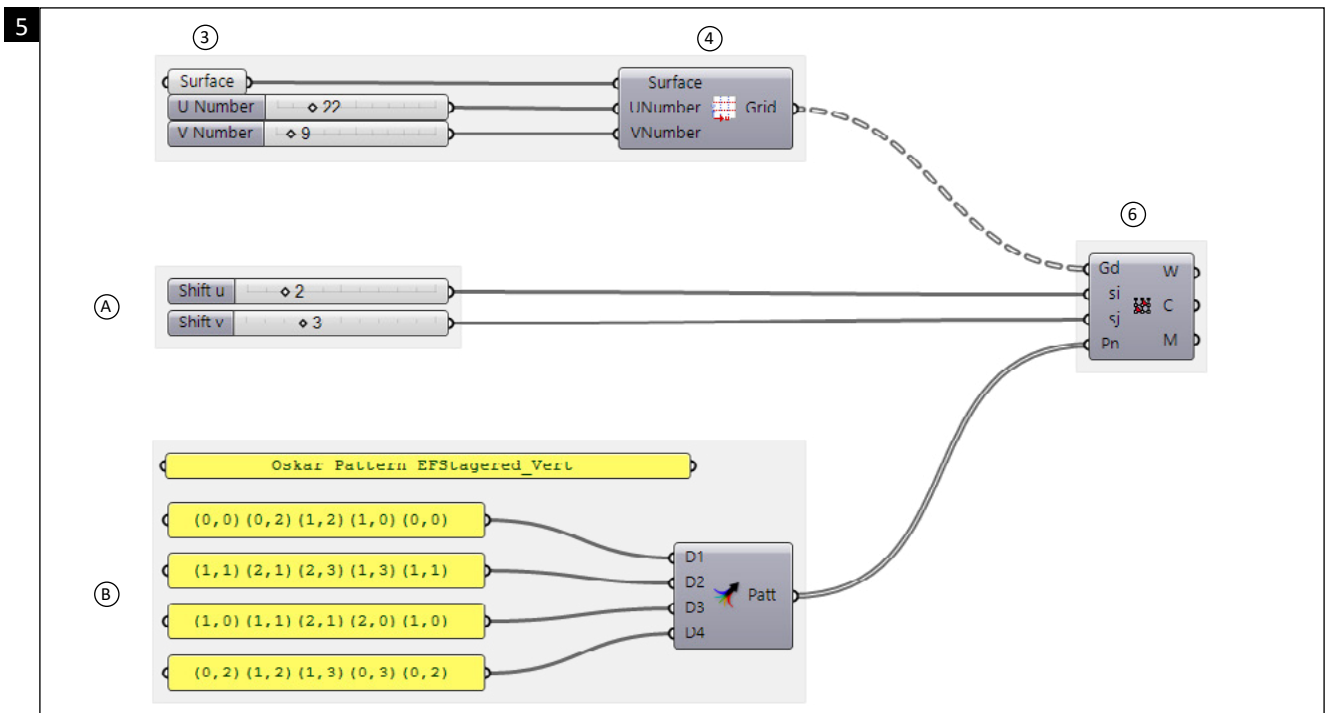 5
3
4
Surface
U Number 22
V Number 9
Surface
UNumber Grid
VNumber
6
A
Shift u 2
Shift v 3
Gd W
si
C
sj
Pn M
Oskar Pattern EFStagered_Vert
B
(0,0)(0,2)(1,2)(1,0)(0,0)
(1,1)(2,1)(2,3)(1,3)(1,1)
(1,0)(1,1)(2,1)(2,0)(1,0)
(0,2)(1,2)(1,3)(0,3)(0,2)
D1
D2
Patt
D3
D4